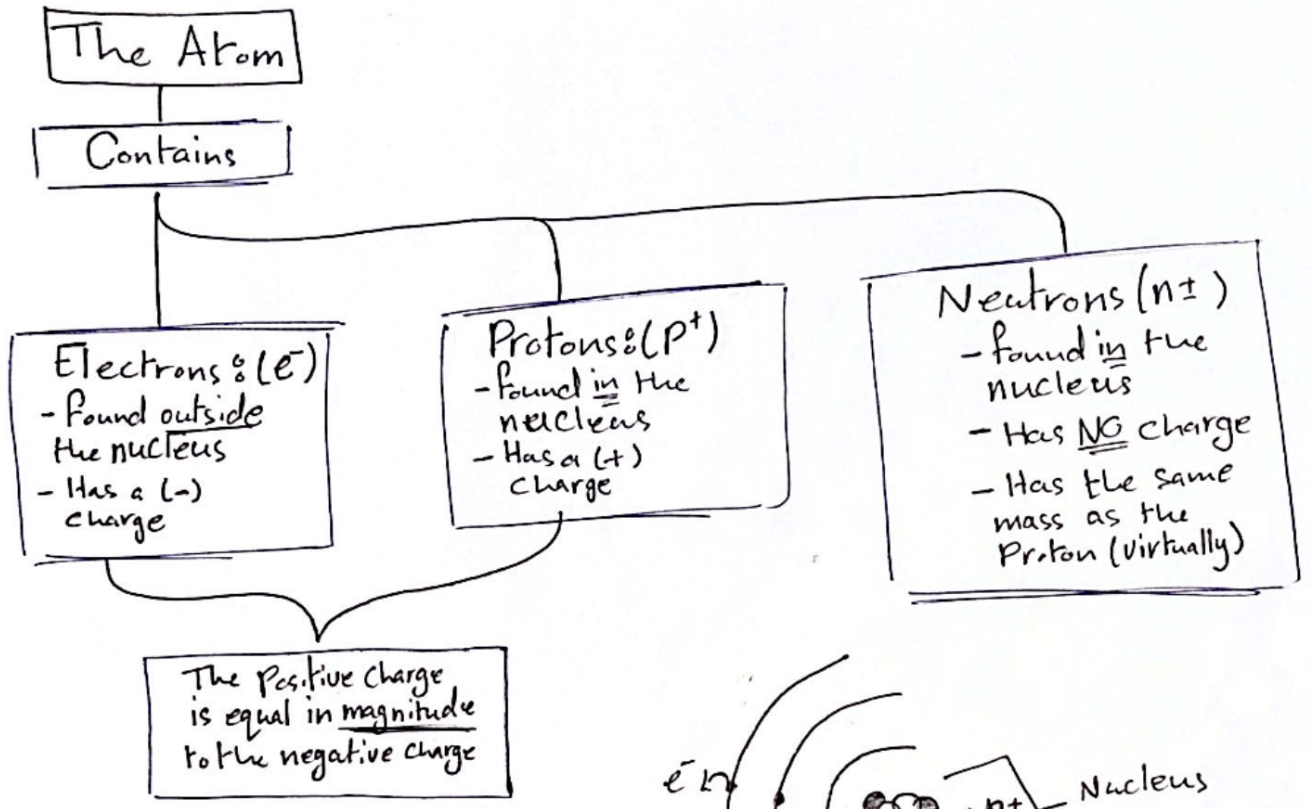 The Atom
Contains
Electrons: (e⁻)
- Found outside
the nucleus
- Has a (-)
charge
Protons: (p⁺)
- found in the
nucleus
- Has a (+)
charge
Neutrons (n±)
- found in the
nucleus
- Has NO charge
- Has the same
mass as the
Proton (virtually)
The Positive Charge
is equal in magnitude
to the negative charge
e⁻
n±
Nucleus